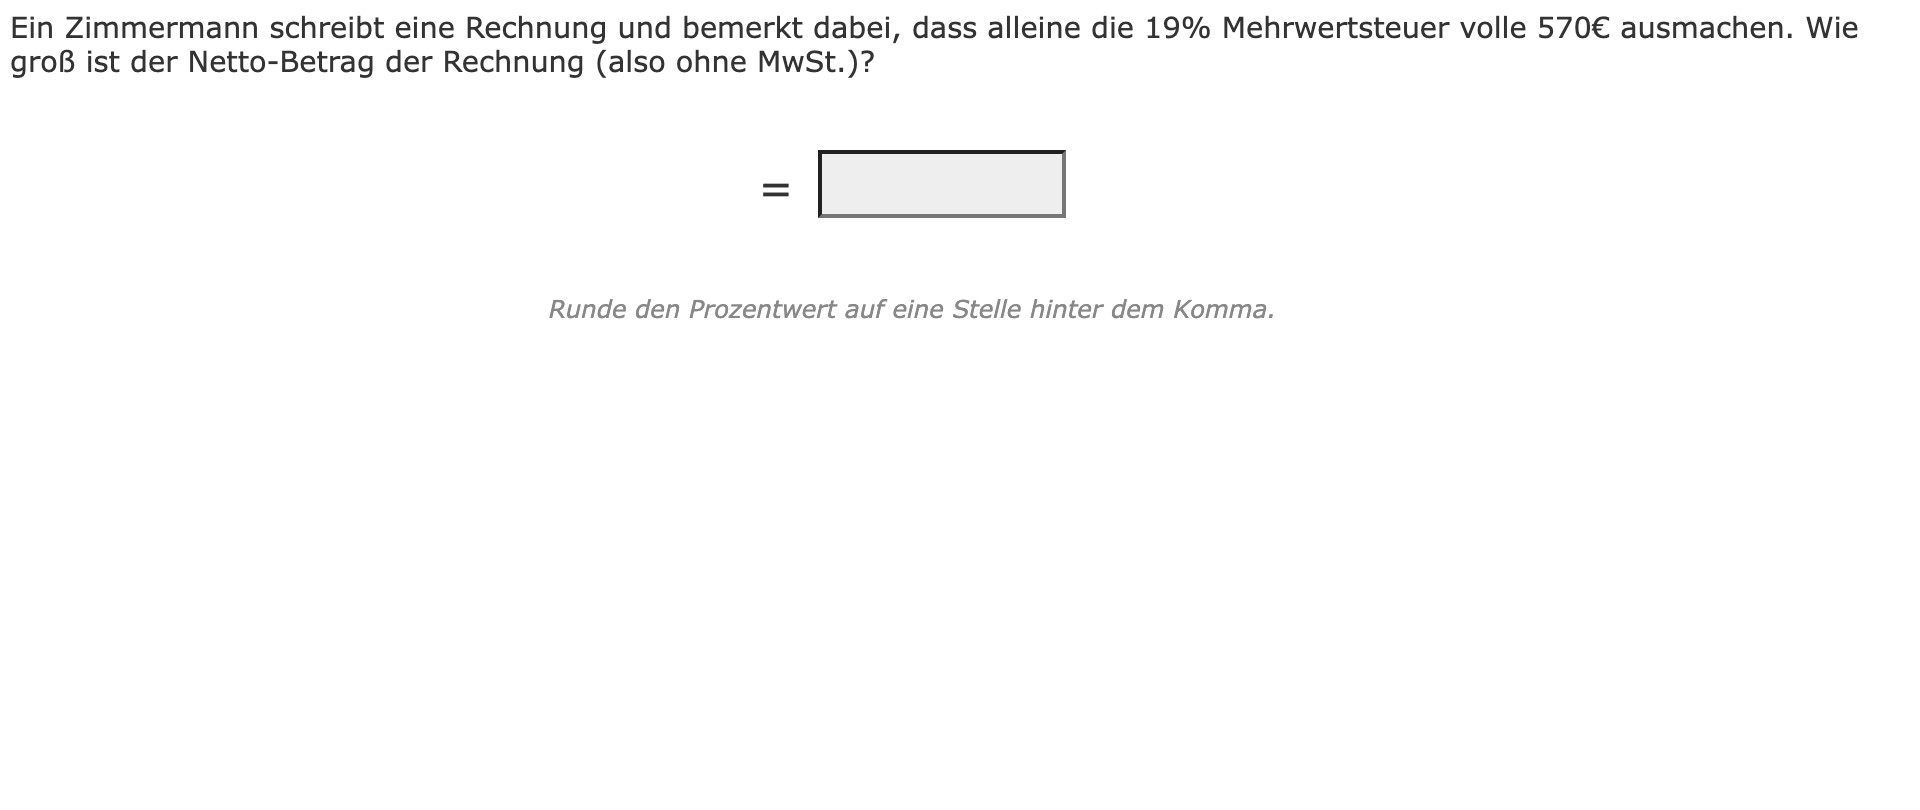 Ein Zimmermann schreibt eine Rechnung und bemerkt dabei, dass alleine die 19% Mehrwertsteuer volle 570€ ausmachen. Wie
groß ist der Netto-Betrag der Rechnung (also ohne MwSt.)?
=
Runde den Prozentwert auf eine Stelle hinter dem Komma.